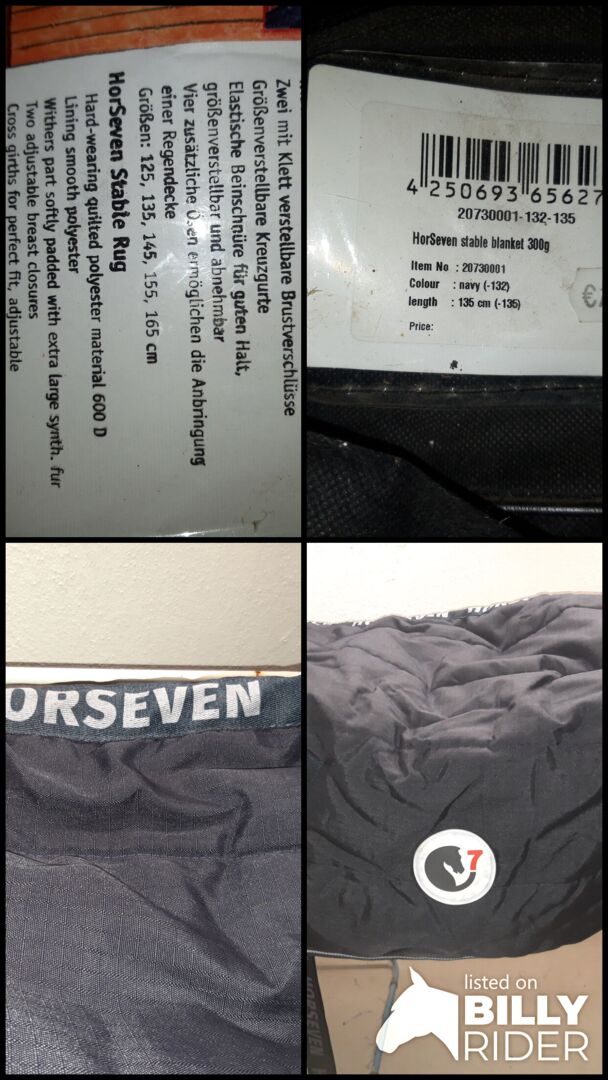 Zwei mit Klett verstellbare Brustverschlüsse
Größenverstellbare Kreuzgurte
Elastische Beinschnüre für guten Halt,
größenverstellbar und abnehmbar
Vier zusätzliche Ösen ermöglichen die Anbringung
einer Regendecke
Größen: 125, 135, 145, 155, 165 cm
HorSeven Stable Rug
Hard-wearing quilted polyester material 600 D
Lining smooth polyester
Withers part softly padded with extra large synth. fur
Two adjustable breast closures
Cross girths for perfect fit, adjustable
4 250693 65627
20730001-132-135
HorSeven stable blanket 300g
Item No : 20730001
Colour : navy (-132)
length : 135 cm (-135)
Price:
€
ORSEVEN
7
HORSEVEN
listed on
BILLY
RIDER